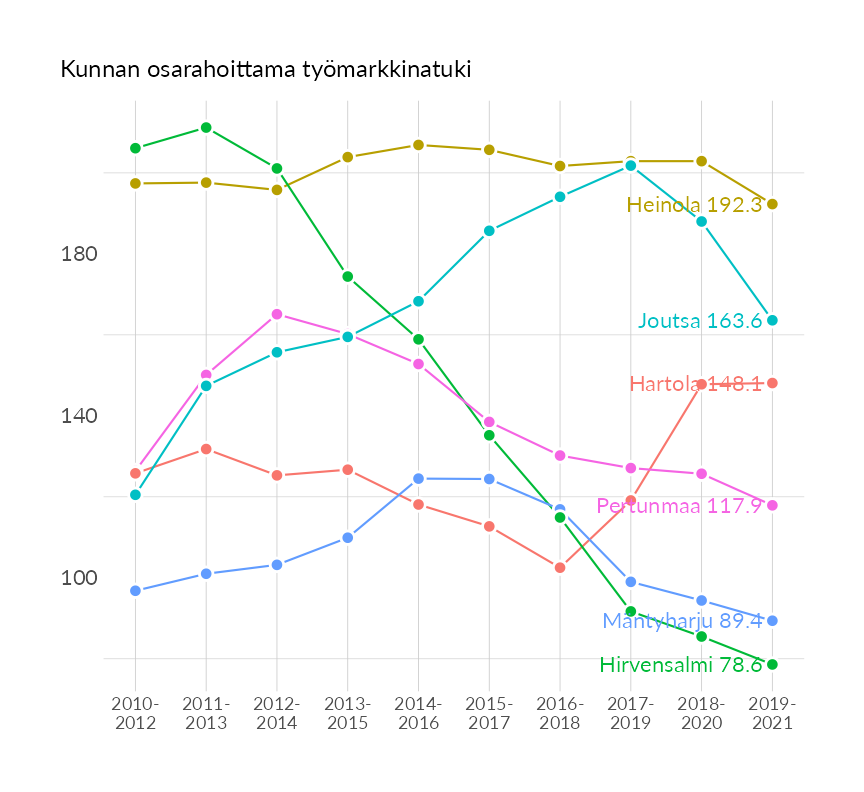 Kunnan osarahoittama työmarkkinatuki
Heinola 192.3
180
Joutsa 163.6
Hartola 148.1
140
Pertunmaa 117.9
100
Mäntyharju 89.4
Hirvensalmi 78.6
2010- 2011- 2012- 2013- 2014- 2015- 2016- 2017- 2018- 2019-
2012 2013 2014 2015 2016 2017 2018 2019 2020 2021